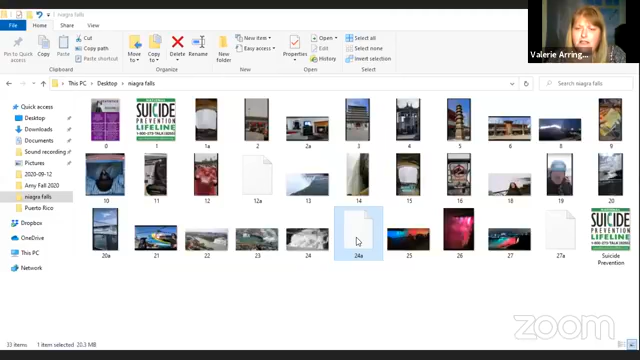 niagra falls
File Home Share View
Pin to Quick access Copy Paste Cut Copy path Paste shortcut Move to Copy to Delete Rename New folder New item Easy access Properties Open Edit History Select all Select none Invert selection
Clipboard Organize New Open Select
This PC Desktop niagra falls Search niagra falls
Valerie Arring...
Quick access
Desktop
Downloads
Documents
Sound recording
Pictures
2020-09-12
Amy Fall 2020
niagra falls
Puerto Rico
Dropbox
OneDrive
This PC
Network
SUICIDE
PREVENTION
LIFELINE
0 1 1a 2 2a 3 4 5 6 8 9
10 11 12 12a 13 14 15 16 18 19 20
SUICIDE
PREVENTION
LIFELINE
20a 21 22 23 24 24a 25 26 27 27a Suicide Prevention
33 items 1 item selected 20.3 MB
zoom